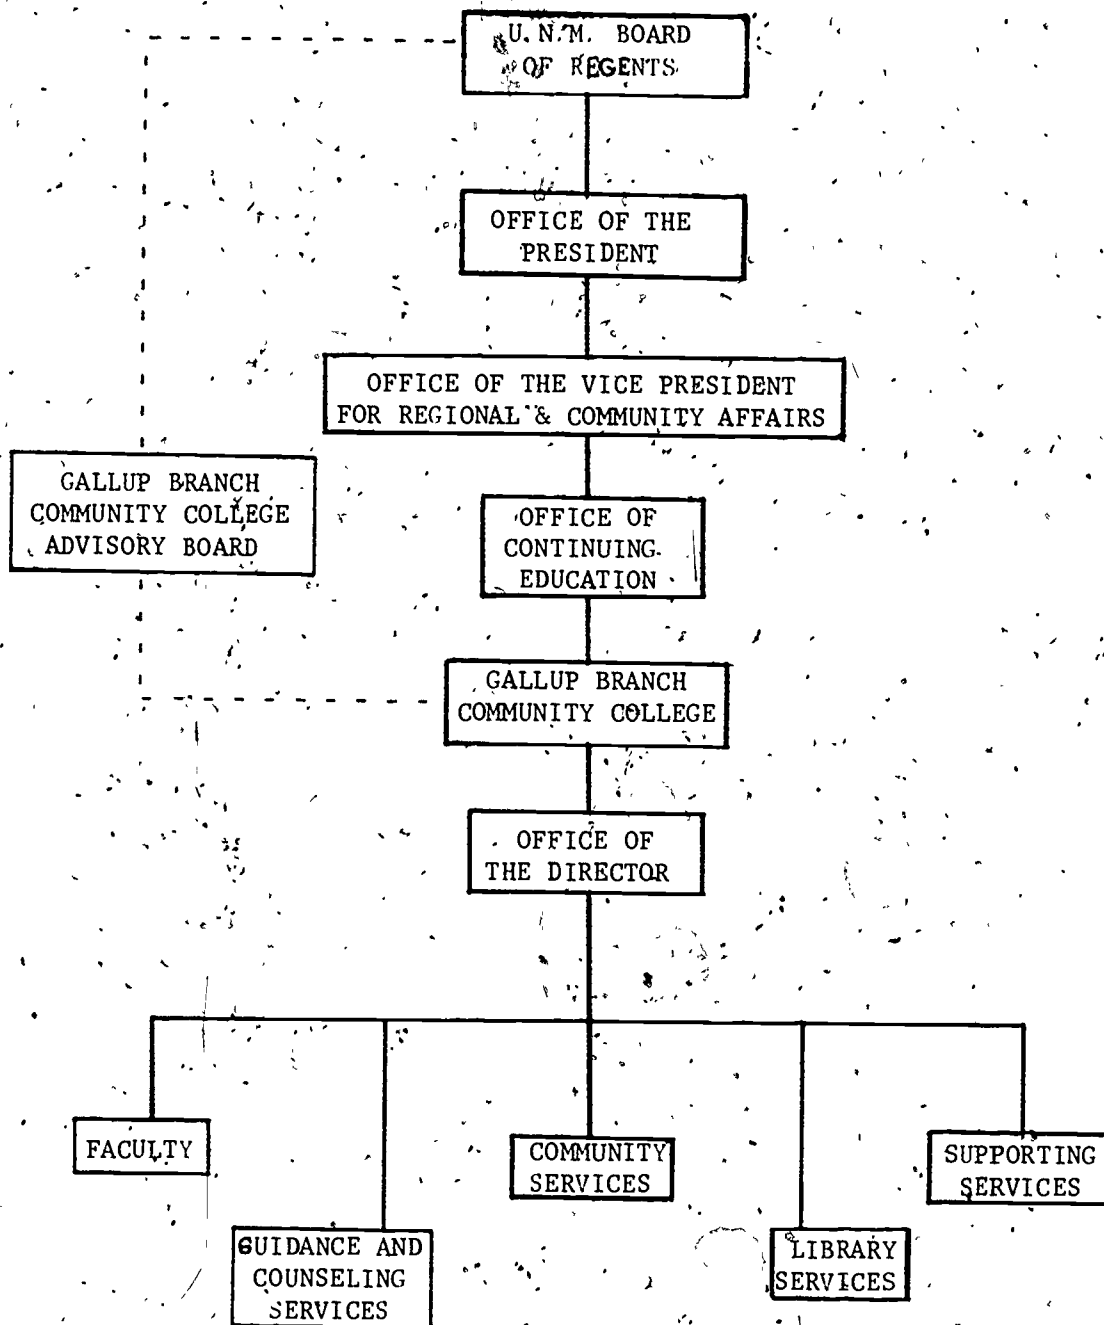 U.N.M. BOARD
OF REGENTS
OFFICE OF THE
PRESIDENT
OFFICE OF THE VICE PRESIDENT
FOR REGIONAL & COMMUNITY AFFAIRS
GALLUP BRANCH
COMMUNITY COLLEGE
ADVISORY BOARD
OFFICE OF
CONTINUING
EDUCATION
GALLUP BRANCH
COMMUNITY COLLEGE
OFFICE OF
THE DIRECTOR
FACULTY
COMMUNITY
SERVICES
SUPPORTING
SERVICES
GUIDANCE AND
COUNSELING
SERVICES
LIBRARY
SERVICES